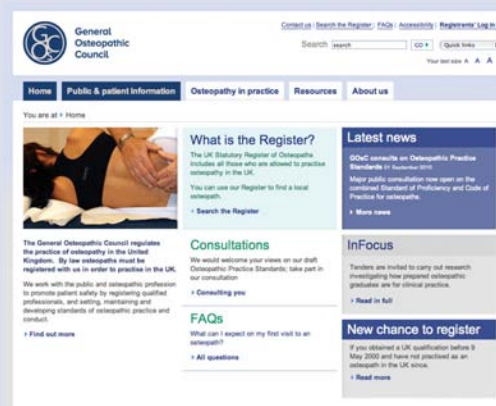 General
Osteopathic
Council
Contact us | Search the Register | FAQs | Accessibility | Registrants' Log in
Search search GO Quick links
Your text size A A A
Home Public & patient information Osteopathy in practice Resources About us
You are at › Home
The General Osteopathic Council regulates
the practice of osteopathy in the United
Kingdom. By law osteopaths must be
registered with us in order to practise in the UK.
We work with the public and osteopathic profession
to promote patient safety by registering qualified
professionals, and setting, maintaining and
developing standards of osteopathic practice and
conduct.
› Find out more
What is the Register?
The UK Statutory Register of Osteopaths
includes all those who are allowed to practise
osteopathy in the UK.
You can use our Register to find a local
osteopath.
› Search the Register
Consultations
We would welcome your views on our draft
Osteopathic Practice Standards; take part in
our consultation
› Consulting you
FAQs
What can I expect on my first visit to an
osteopath?
› All questions
Latest news
GOsC consults on Osteopathic Practice
Standards 01 September 2010
Major public consultation now open on the
combined Standard of Proficiency and Code of
Practice for osteopaths.
› More news
InFocus
Tenders are invited to carry out research
investigating how prepared osteopathic
graduates are for clinical practice.
› Read in full
New chance to register
If you obtained a UK qualification before 9
May 2000 and have not practised as an
osteopath in the UK since.
› Read more